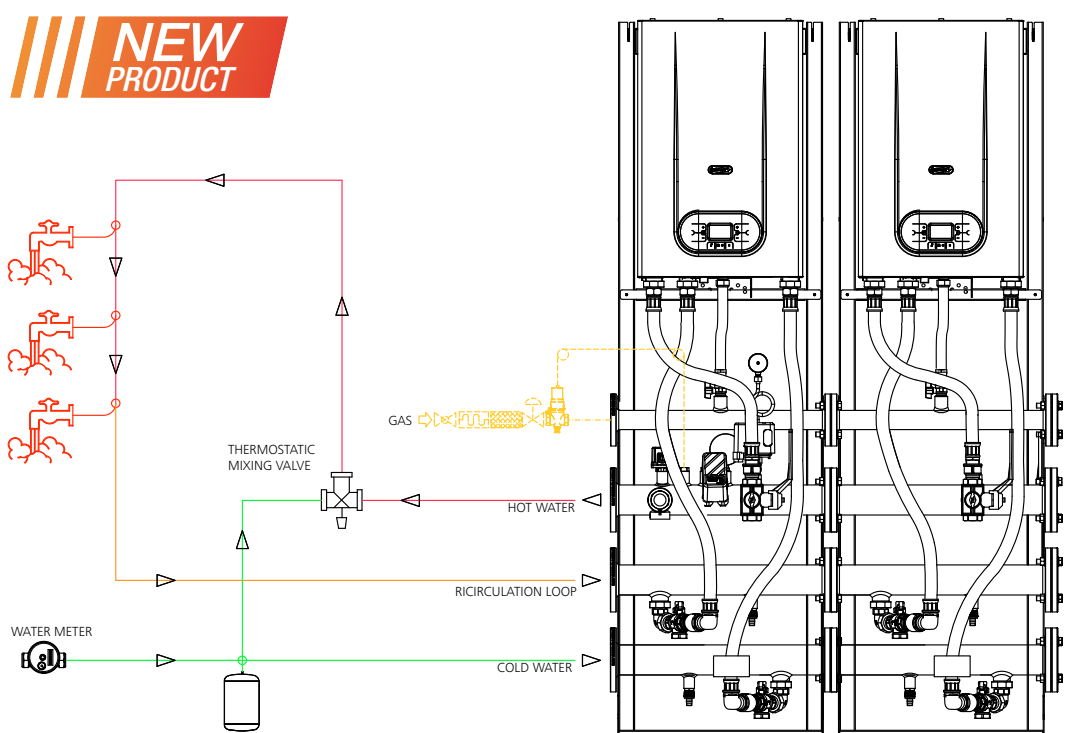 NEW
PRODUCT
GAS
THERMOSTATIC
MIXING VALVE
HOT WATER
RICIRCULATION LOOP
WATER METER
COLD WATER